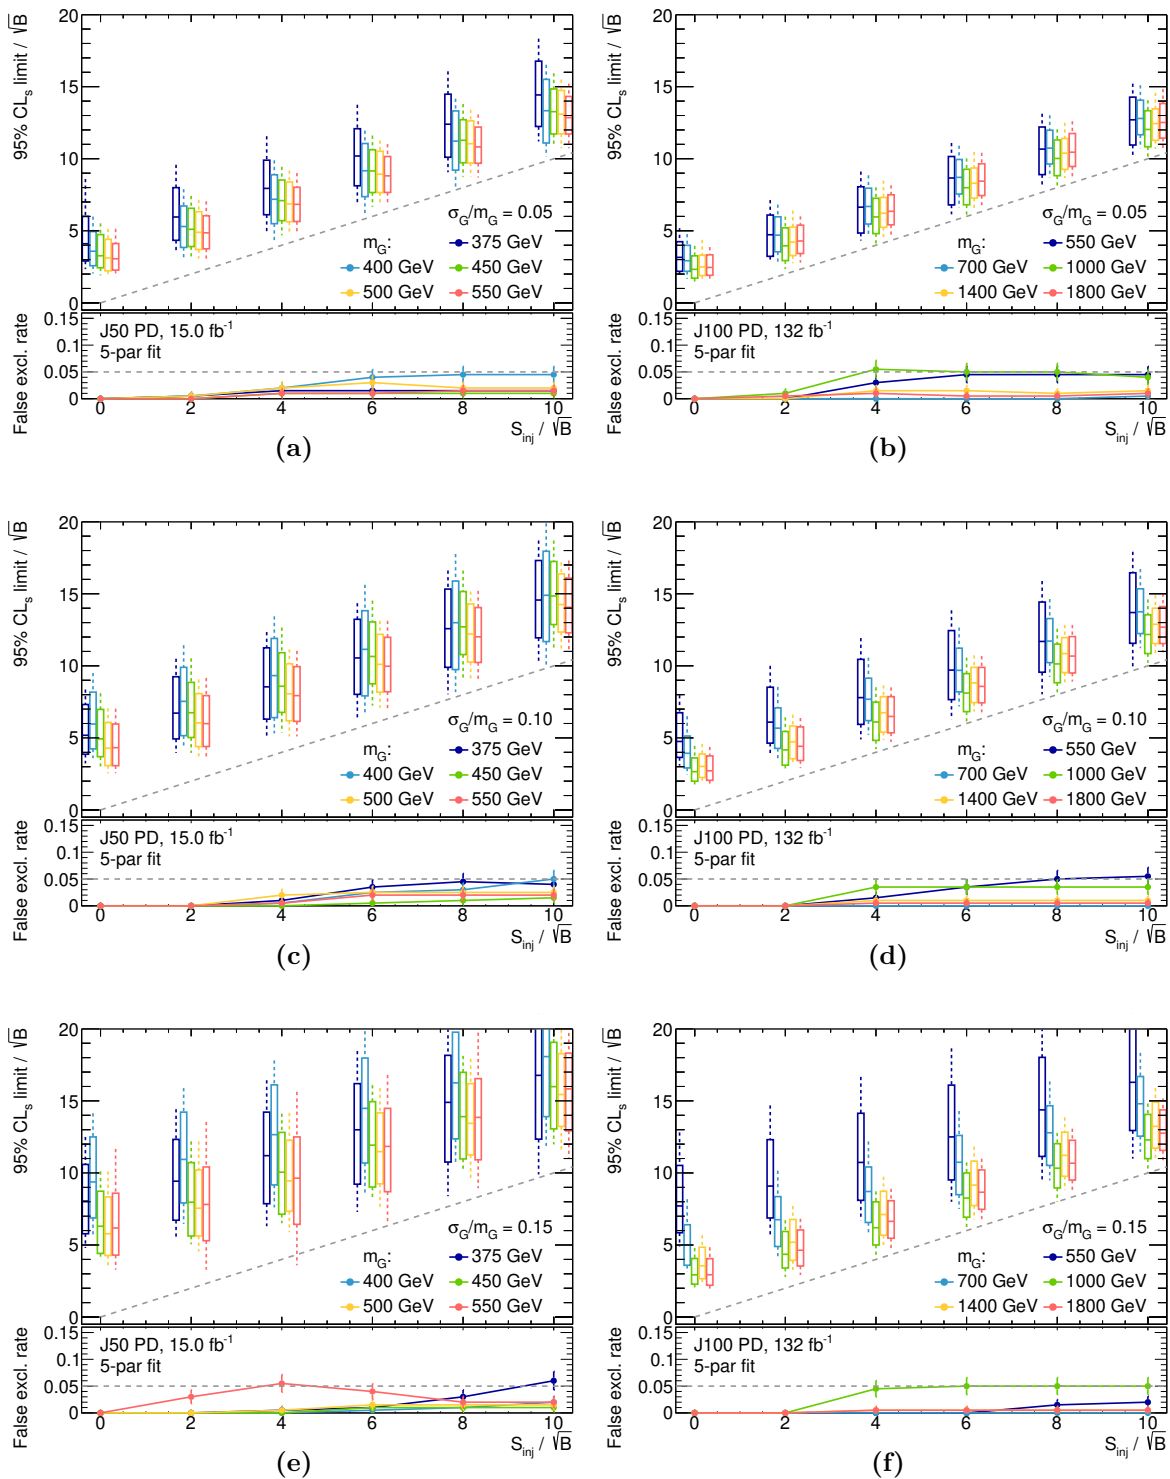 95% CLs limit / √B
20
15
10
5
0
σG/mG = 0.05
mG:
375 GeV
400 GeV
450 GeV
500 GeV
550 GeV
False excl. rate
0.15
0.1
0.05
0
J50 PD, 15.0 fb-1
5-par fit
0 2 4 6 8 10
Sinj / √B
(a)
95% CLs limit / √B
20
15
10
5
0
σG/mG = 0.05
mG:
550 GeV
700 GeV
1000 GeV
1400 GeV
1800 GeV
False excl. rate
0.15
0.1
0.05
0
J100 PD, 132 fb-1
5-par fit
0 2 4 6 8 10
Sinj / √B
(b)
95% CLs limit / √B
20
15
10
5
0
σG/mG = 0.10
mG:
375 GeV
400 GeV
450 GeV
500 GeV
550 GeV
False excl. rate
0.15
0.1
0.05
0
J50 PD, 15.0 fb-1
5-par fit
0 2 4 6 8 10
Sinj / √B
(c)
95% CLs limit / √B
20
15
10
5
0
σG/mG = 0.10
mG:
550 GeV
700 GeV
1000 GeV
1400 GeV
1800 GeV
False excl. rate
0.15
0.1
0.05
0
J100 PD, 132 fb-1
5-par fit
0 2 4 6 8 10
Sinj / √B
(d)
95% CLs limit / √B
20
15
10
5
0
σG/mG = 0.15
mG:
375 GeV
400 GeV
450 GeV
500 GeV
550 GeV
False excl. rate
0.15
0.1
0.05
0
J50 PD, 15.0 fb-1
5-par fit
0 2 4 6 8 10
Sinj / √B
(e)
95% CLs limit / √B
20
15
10
5
0
σG/mG = 0.15
mG:
550 GeV
700 GeV
1000 GeV
1400 GeV
1800 GeV
False excl. rate
0.15
0.1
0.05
0
J100 PD, 132 fb-1
5-par fit
0 2 4 6 8 10
Sinj / √B
(f)